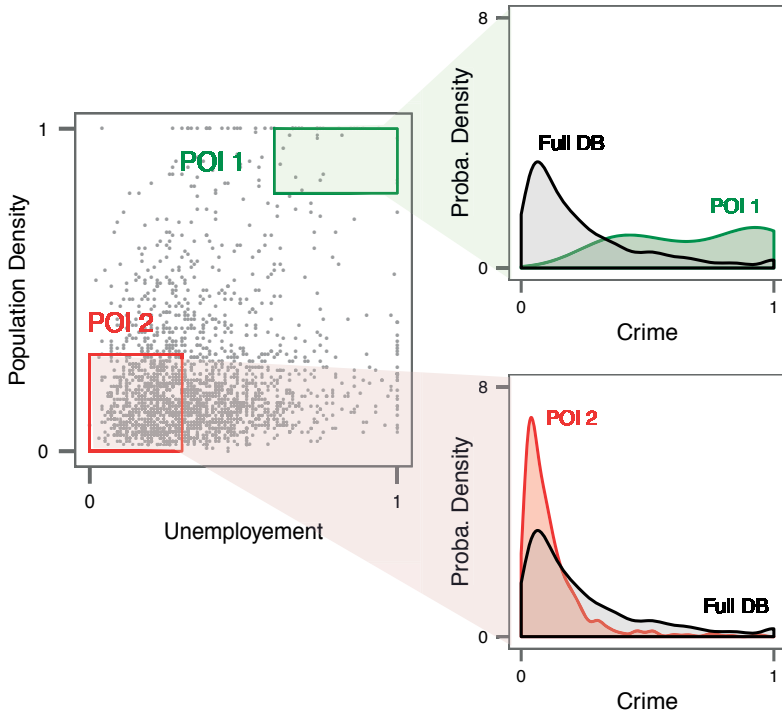 1
Population Density
0
POI 1
POI 2
0
1
Unemployement
8
Proba. Density
0
Full DB
POI 1
0
1
Crime
8
Proba. Density
0
POI 2
Full DB
0
1
Crime